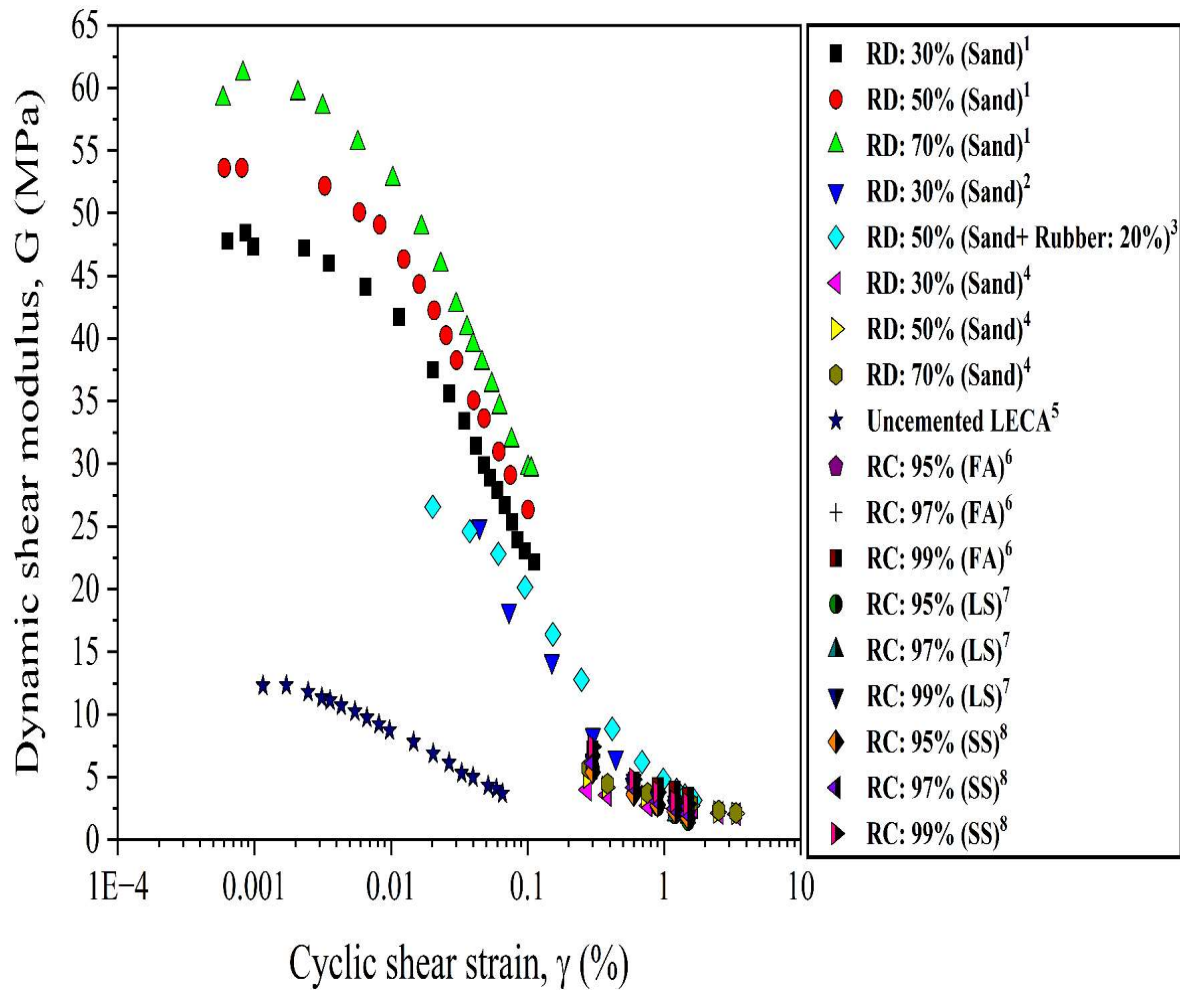 65
60
55
50
45
40
35
30
25
20
15
10
5
0
Dynamic shear modulus, G (MPa)
1E−4
0.001
0.01
0.1
1
10
Cyclic shear strain, γ (%)
RD: 30% (Sand)¹
RD: 50% (Sand)¹
RD: 70% (Sand)¹
RD: 30% (Sand)²
RD: 50% (Sand+ Rubber: 20%)³
RD: 30% (Sand)⁴
RD: 50% (Sand)⁴
RD: 70% (Sand)⁴
Uncemented LECA⁵
RC: 95% (FA)⁶
RC: 97% (FA)⁶
RC: 99% (FA)⁶
RC: 95% (LS)⁷
RC: 97% (LS)⁷
RC: 99% (LS)⁷
RC: 95% (SS)⁸
RC: 97% (SS)⁸
RC: 99% (SS)⁸